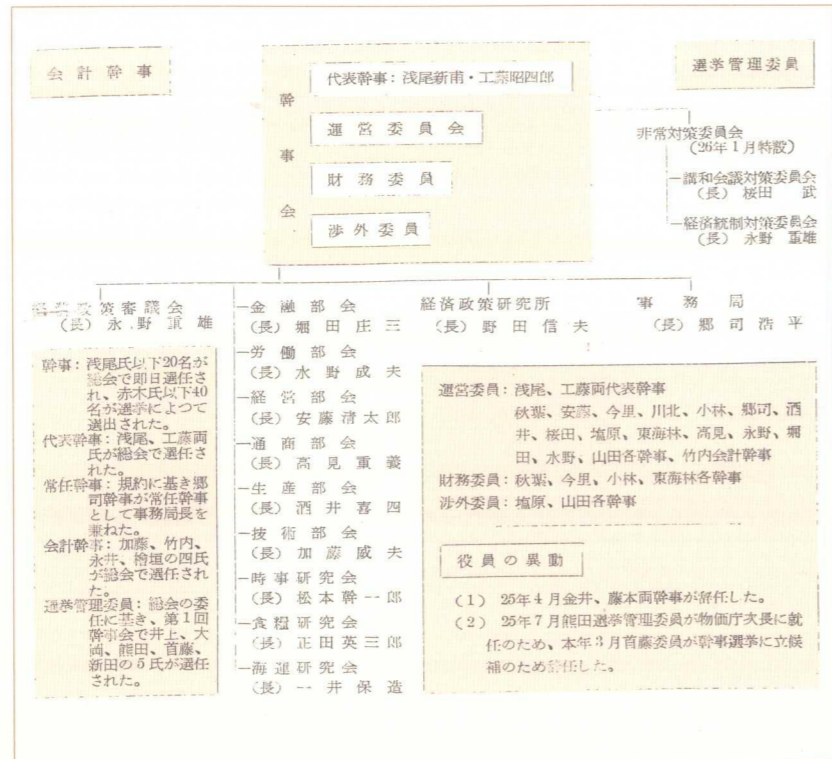 会計幹事
幹事会
代表幹事：浅尾新甫・工藤昭四郎
運営委員会
財務委員
渉外委員
選挙管理委員
非常対策委員会
(26年1月特設)
講和会議対策委員会
(長) 桜田 武
経済統制対策委員会
(長) 永野 重雄
政策審議会
(長) 永野重雄
金融部会
(長) 堀田庄三
労働部会
(長) 水野成夫
経営部会
(長) 安藤清太郎
通商部会
(長) 高見重義
生産部会
(長) 酒井喜四
技術部会
(長) 加藤威夫
時事研究会
(長) 松本幹一郎
食糧研究会
(長) 正田英三郎
海運研究会
(長) 一井保造
経済政策研究所
(長) 野田信夫
事務局
(長) 郷司浩平
幹事：浅尾氏以下20名が
総会で即日選任さ
れ、赤木氏以下40
名が選挙によつて
選出された。
代表幹事：浅尾、工藤両
氏が総会で選任さ
れた。
常任幹事：規約に基き郷
司幹事が常任幹事
として事務局長を
兼ねた。
会計幹事：加藤、竹内、
永井、檜垣の四氏
が総会で選任され
た。
選挙管理委員：総会の委
任に基き、第1回
幹事会で井上、大
両、熊田、首藤、
新田の5氏が選任
された。
運営委員：浅尾、工藤両代表幹事
秋葉、安藤、今里、川北、小林、郷司、酒
井、桜田、塩原、東海林、高見、永野、堀
田、水野、山田各幹事、竹内会計幹事
財務委員：秋葉、今里、小林、東海林各幹事
渉外委員：塩原、山田各幹事
役員の異動
(1) 25年4月金井、藤本両幹事が辞任した。
(2) 25年7月熊田選挙管理委員が物価庁次長に就
任のため、本年3月首藤委員が幹事選挙に立候
補のため辞任した。